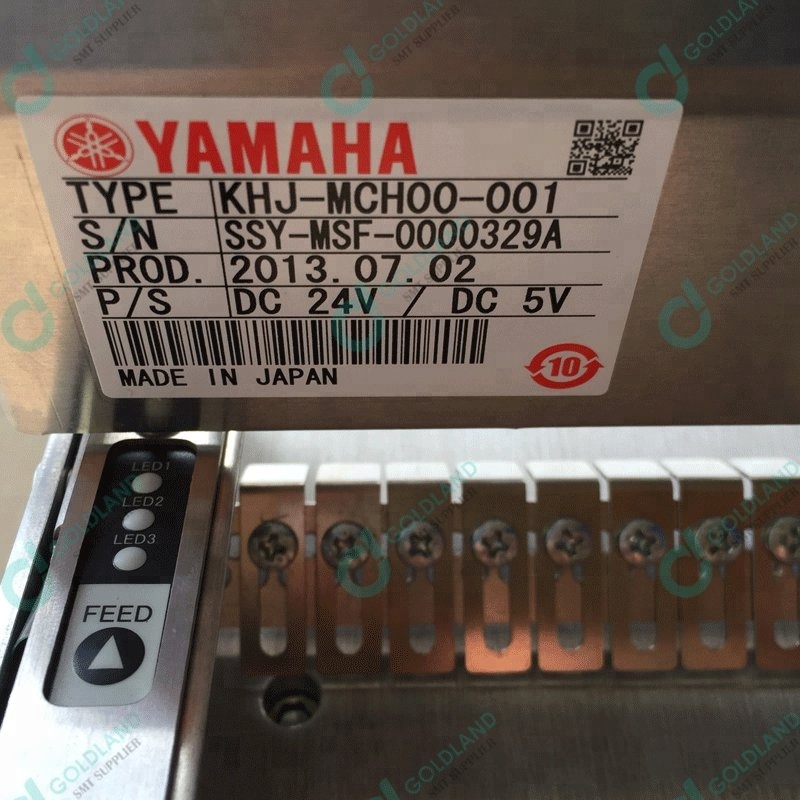 YAMAHA
TYPE KHJ-MCH00-001
S/N SSY-MSF-0000329A
PROD. 2013.07.02
P/S DC 24V / DC 5V
MADE IN JAPAN
10
LED1
LED2
LED3
FEED
GOLDLAND
SMT SUPPLIER